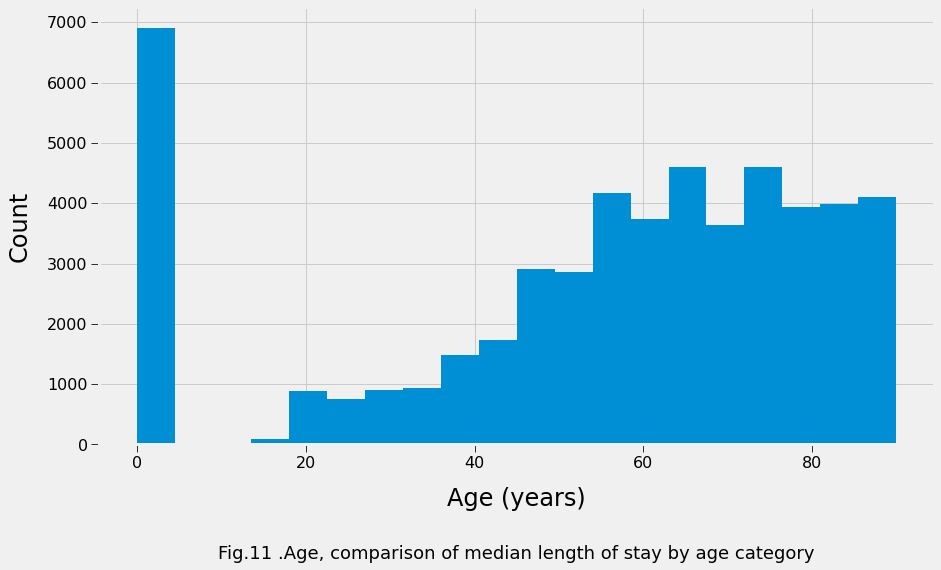 7000
6000
5000
4000
3000
2000
1000
0
Count
0 20 40 60 80
Age (years)
Fig.11 .Age, comparison of median length of stay by age category